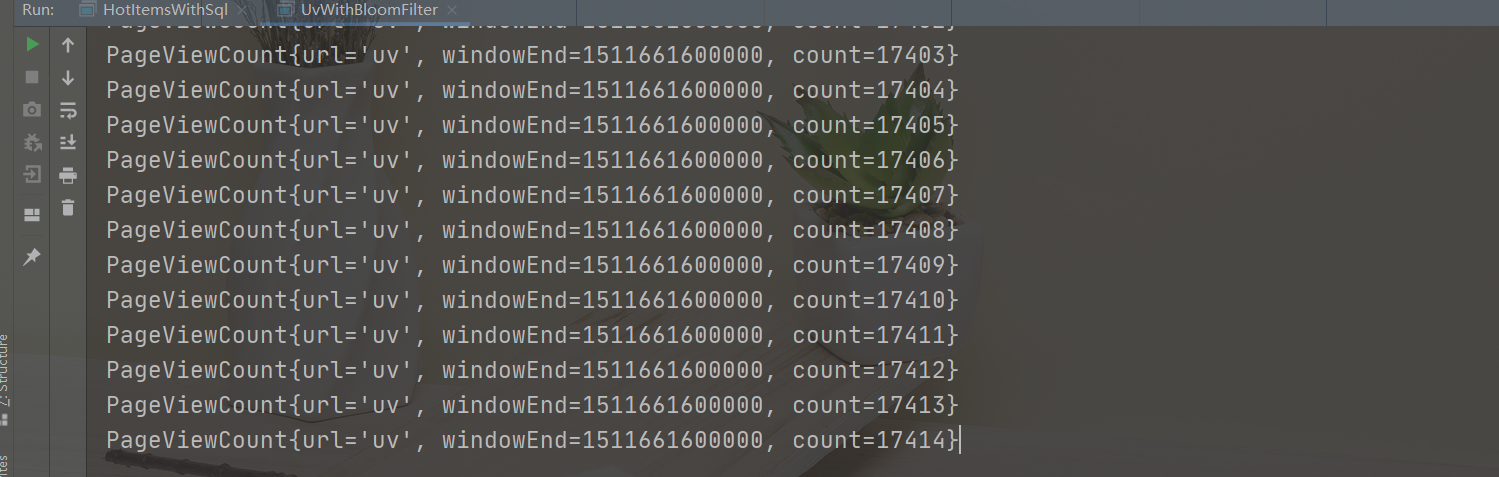 Run: HotItemsWithSql UvWithBloomFilter
PageViewCount{url='uv', windowEnd=1511661600000, count=17403}
PageViewCount{url='uv', windowEnd=1511661600000, count=17404}
PageViewCount{url='uv', windowEnd=1511661600000, count=17405}
PageViewCount{url='uv', windowEnd=1511661600000, count=17406}
PageViewCount{url='uv', windowEnd=1511661600000, count=17407}
PageViewCount{url='uv', windowEnd=1511661600000, count=17408}
PageViewCount{url='uv', windowEnd=1511661600000, count=17409}
PageViewCount{url='uv', windowEnd=1511661600000, count=17410}
PageViewCount{url='uv', windowEnd=1511661600000, count=17411}
PageViewCount{url='uv', windowEnd=1511661600000, count=17412}
PageViewCount{url='uv', windowEnd=1511661600000, count=17413}
PageViewCount{url='uv', windowEnd=1511661600000, count=17414}
7: Structure